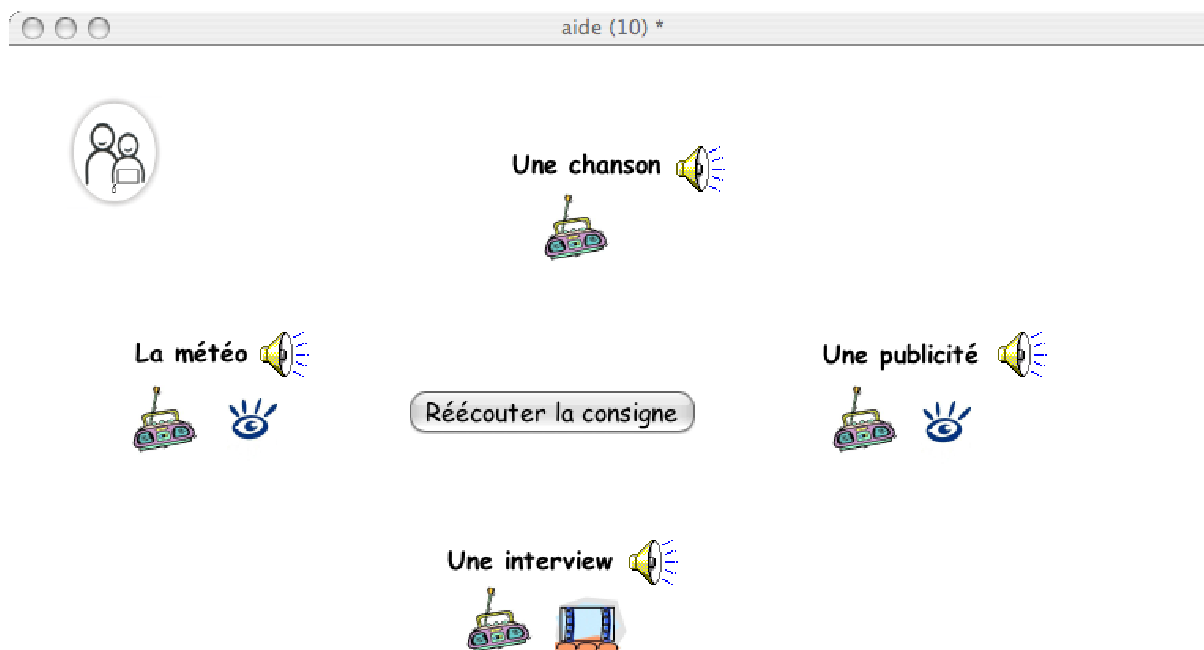 aide (10) *
Une chanson
La météo
Une publicité
Réécouter la consigne
Une interview